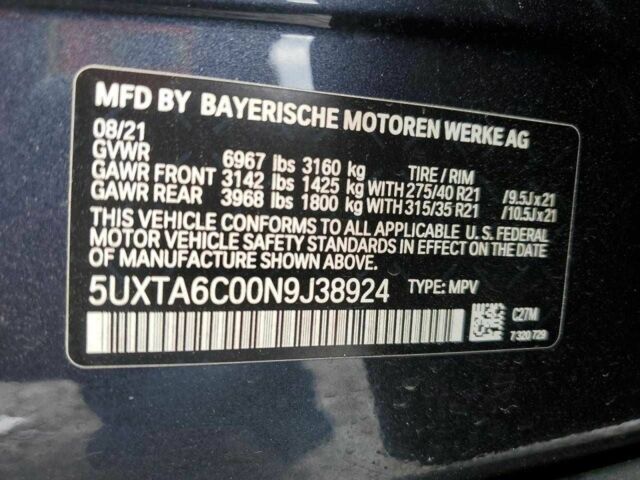 MFD BY BAYERISCHE MOTOREN WERKE AG
08/21
GVWR 6967 lbs 3160 kg TIRE / RIM
GAWR FRONT 3142 lbs 1425 kg WITH 275/40 R21 /9.5Jx21
GAWR REAR 3968 lbs 1800 kg WITH 315/35 R21 /10.5Jx21
THIS VEHICLE CONFORMS TO ALL APPLICABLE U.S. FEDERAL
MOTOR VEHICLE SAFETY STANDARDS IN EFFECT ON THE DATE
OF MANUFACTURE SHOWN ABOVE.
5UXTA6C00N9J38924 TYPE: MPV
C27M
7320729